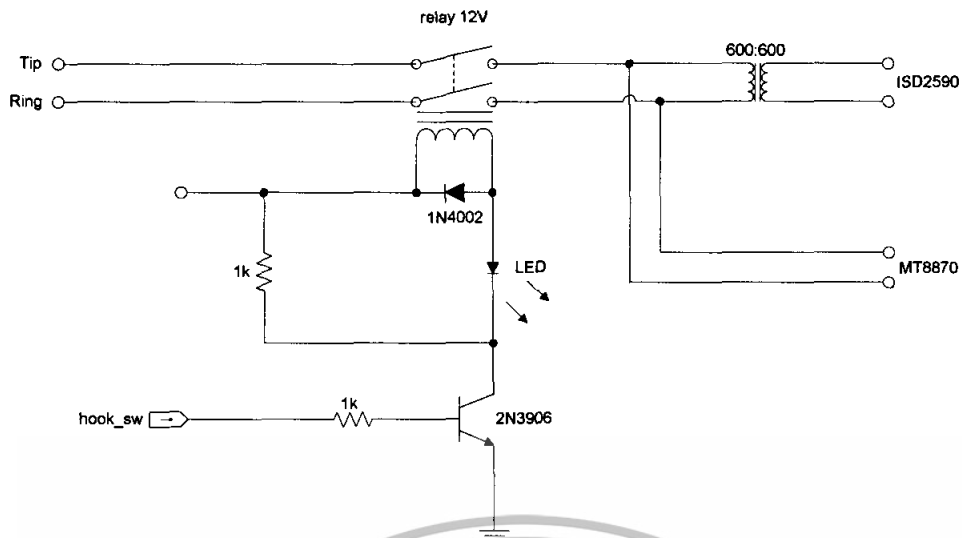 relay 12V
Tip
600:600
Ring
ISD2590
1N4002
1k
LED
MT8870
hook_sw
1k
2N3906